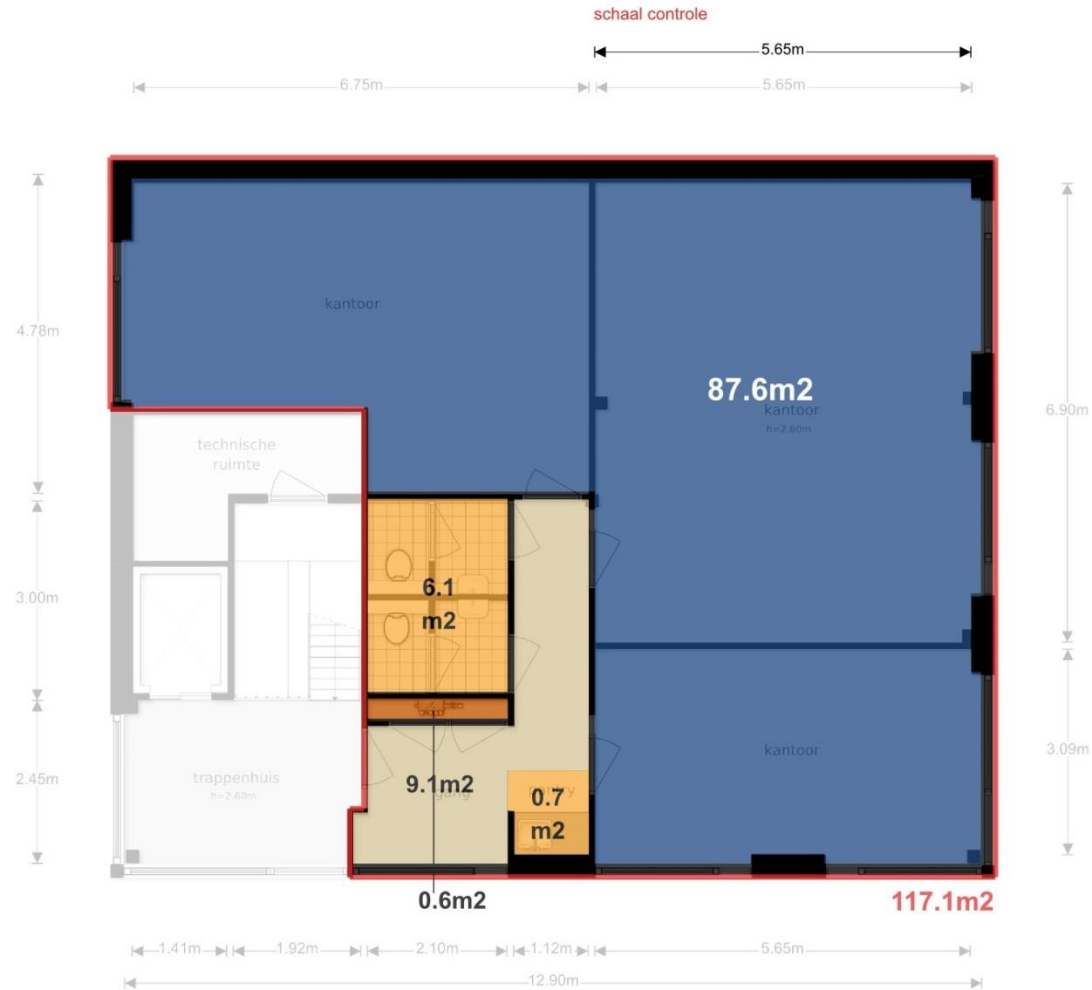 schaal controle
5.65m
6.75m
5.65m
kantoor
4.78m
87.6m2
kantoor
h=2.60m
6.90m
technische
ruimte
3.00m
6.1
m2
kantoor
3.09m
2.45m
trappenhuis
h=2.60m
9.1m2
gang
pantry
0.7
m2
0.6m2
117.1m2
1.41m
1.92m
2.10m
1.12m
5.65m
12.90m